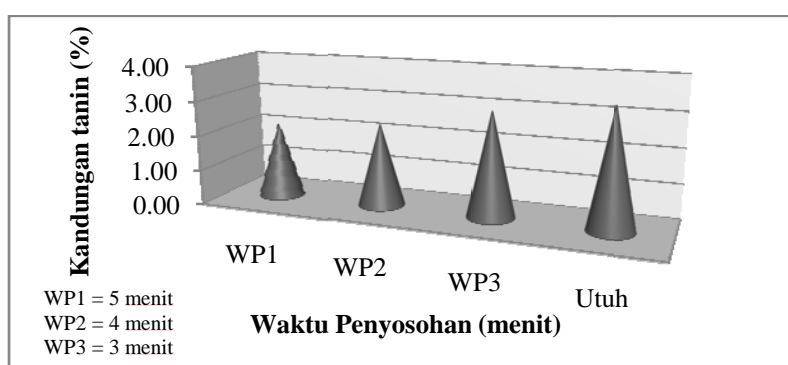 Kandungan tanin (%)
4.00
3.00
2.00
1.00
0.00
WP1
WP2
WP3
Utuh
WP1 = 5 menit
WP2 = 4 menit
WP3 = 3 menit
Waktu Penyosohan (menit)